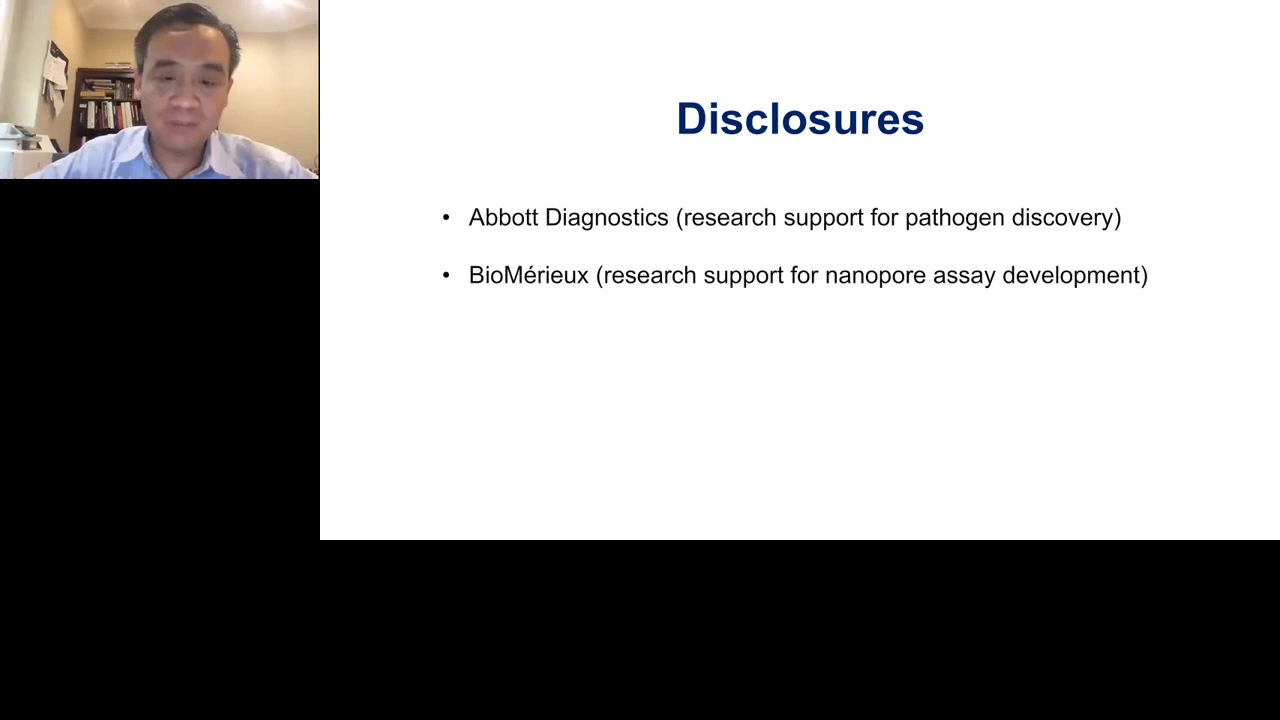 Disclosures
• Abbott Diagnostics (research support for pathogen discovery)
• BioMérieux (research support for nanopore assay development)